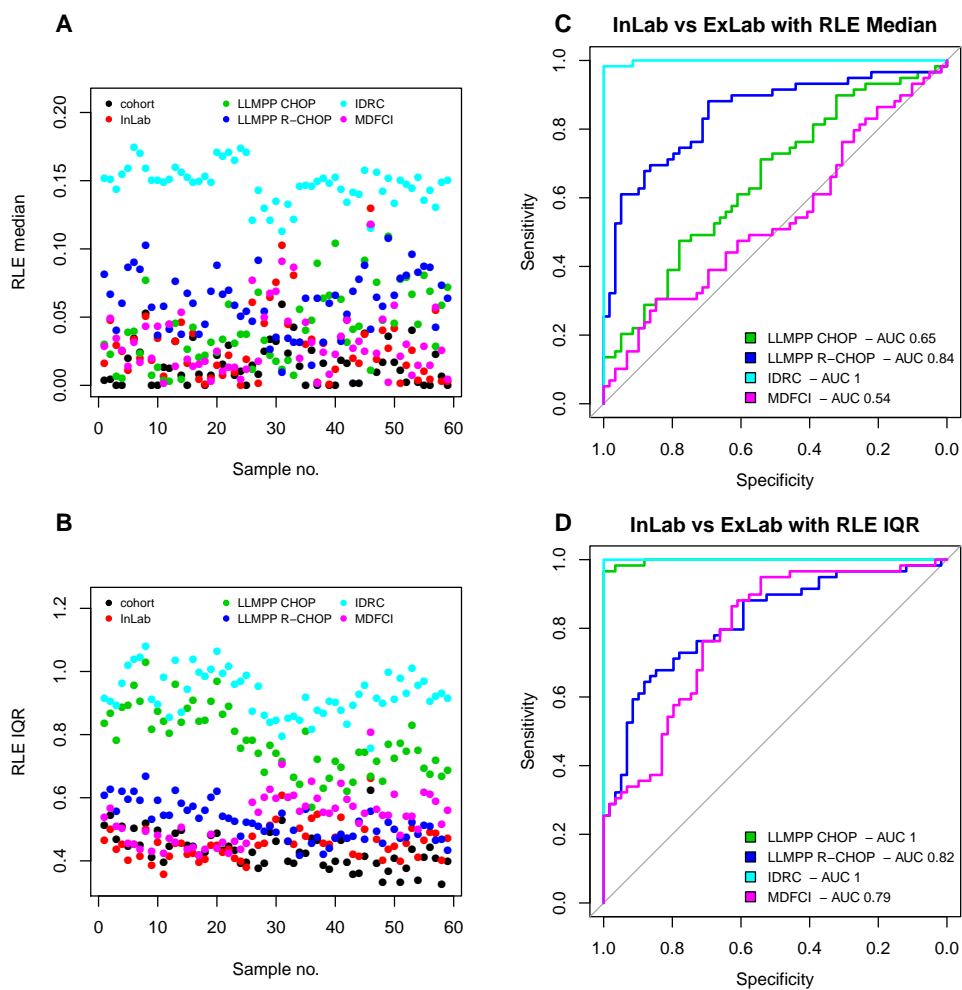 A
cohort LLMPP CHOP IDRC
InLab LLMPP R−CHOP MDFCI
RLE median
0.20
0.15
0.10
0.05
0.00
0 10 20 30 40 50 60
Sample no.
B
cohort LLMPP CHOP IDRC
InLab LLMPP R−CHOP MDFCI
RLE IQR
1.2
1.0
0.8
0.6
0.4
0 10 20 30 40 50 60
Sample no.
C
InLab vs ExLab with RLE Median
Sensitivity
1.0
0.8
0.6
0.4
0.2
0.0
LLMPP CHOP − AUC 0.65
LLMPP R−CHOP − AUC 0.84
IDRC − AUC 1
MDFCI − AUC 0.54
1.0 0.8 0.6 0.4 0.2 0.0
Specificity
D
InLab vs ExLab with RLE IQR
Sensitivity
1.0
0.8
0.6
0.4
0.2
0.0
LLMPP CHOP − AUC 1
LLMPP R−CHOP − AUC 0.82
IDRC − AUC 1
MDFCI − AUC 0.79
1.0 0.8 0.6 0.4 0.2 0.0
Specificity